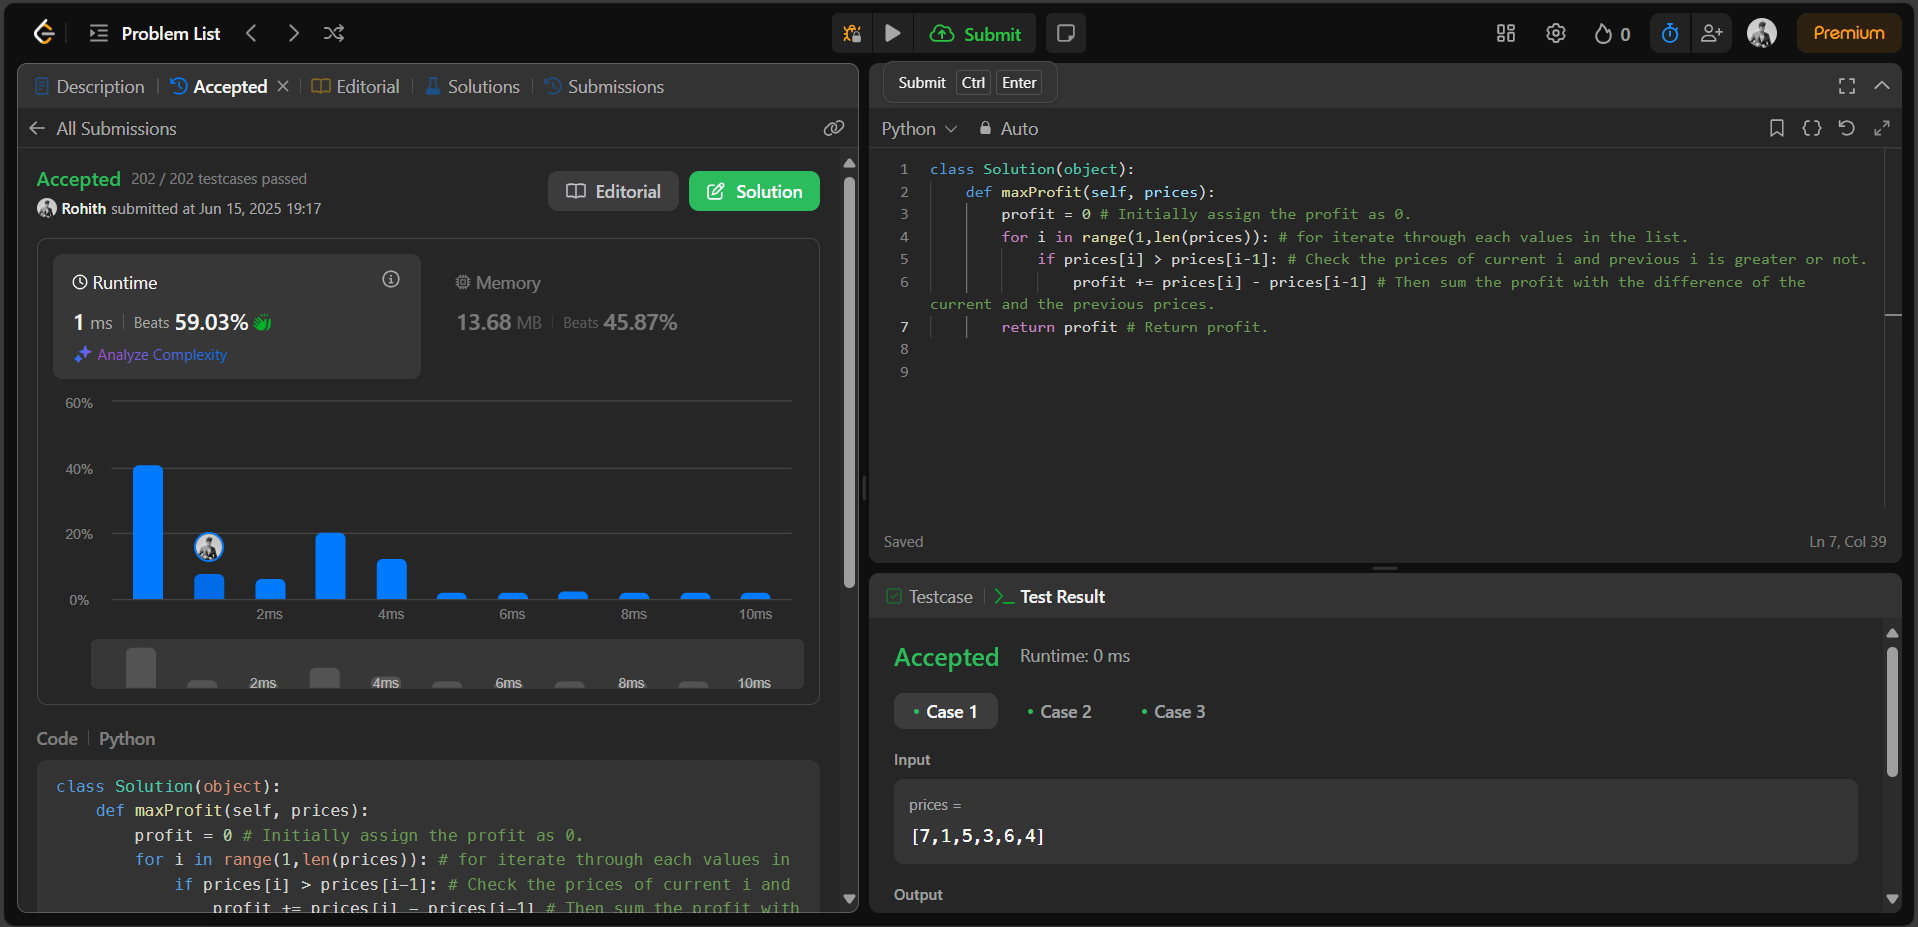 Problem List
Submit
0
Premium
Description
Accepted
Editorial
Solutions
Submissions
All Submissions
Accepted 202 / 202 testcases passed
Rohith submitted at Jun 15, 2025 19:17
Editorial
Solution
Runtime
1 ms Beats 59.03%
Analyze Complexity
Memory
13.68 MB Beats 45.87%
60%
40%
20%
0%
2ms 4ms 6ms 8ms 10ms
2ms 4ms 6ms 8ms 10ms
Code Python
class Solution(object):
def maxProfit(self, prices):
profit = 0 # Initially assign the profit as 0.
for i in range(1,len(prices)): # for iterate through each values in
if prices[i] > prices[i-1]: # Check the prices of current i and
profit += prices[i] - prices[i-1] # Then sum the profit with
Submit Ctrl Enter
Python Auto
1 class Solution(object):
2 def maxProfit(self, prices):
3 profit = 0 # Initially assign the profit as 0.
4 for i in range(1,len(prices)): # for iterate through each values in the list.
5 if prices[i] > prices[i-1]: # Check the prices of current i and previous i is greater or not.
6 profit += prices[i] - prices[i-1] # Then sum the profit with the difference of the
current and the previous prices.
7 return profit # Return profit.
8
9
Saved
Ln 7, Col 39
Testcase
Test Result
Accepted Runtime: 0 ms
Case 1
Case 2
Case 3
Input
prices =
[7,1,5,3,6,4]
Output